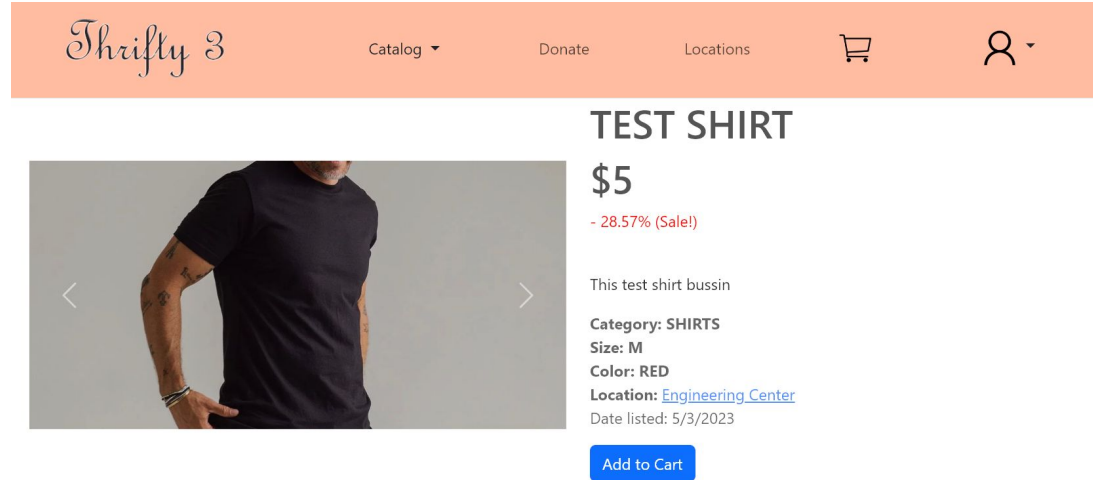 Thrifty 3
Catalog
Donate
Locations
TEST SHIRT
$5
- 28.57% (Sale!)
This test shirt bussin
Category: SHIRTS
Size: M
Color: RED
Location: Engineering Center
Date listed: 5/3/2023
Add to Cart